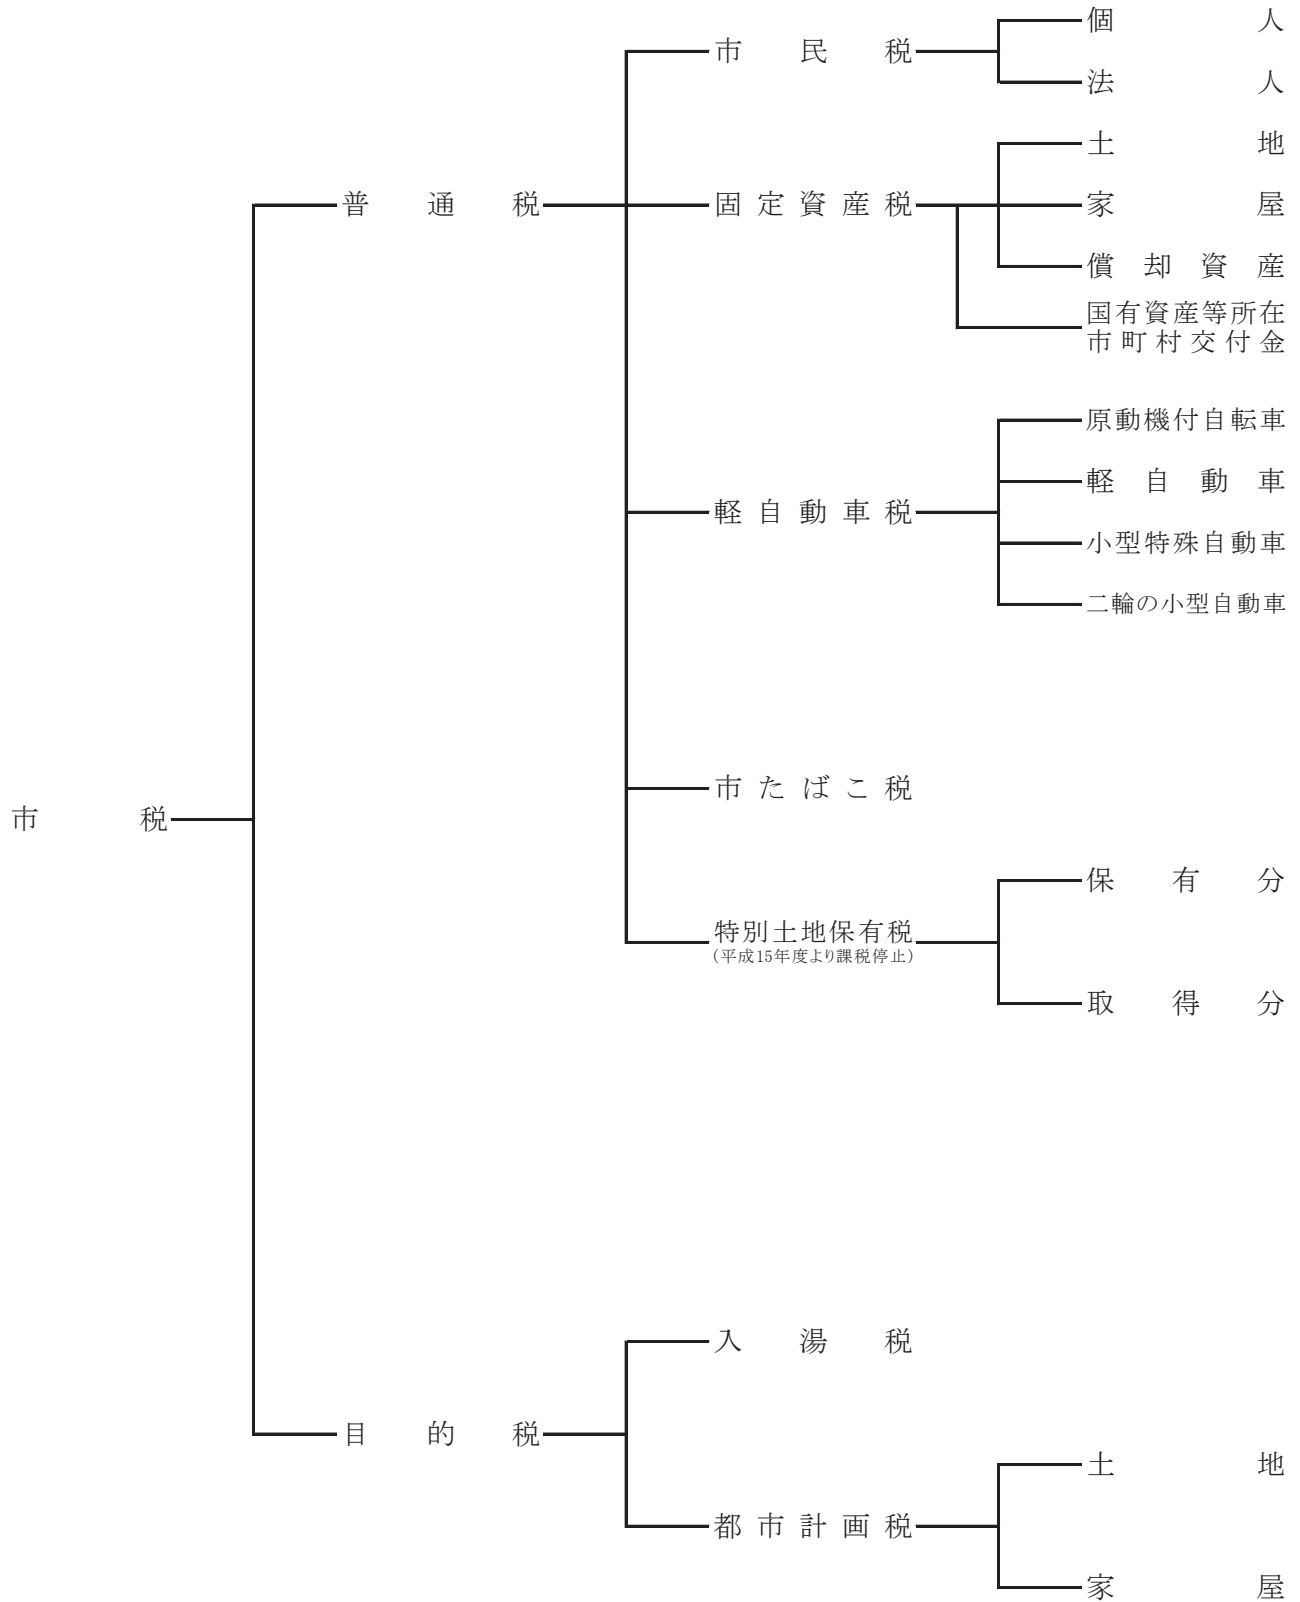 市税
普通税
市民税
個人
法人
固定資産税
土地
家屋
償却資産
国有資産等所在
市町村交付金
軽自動車税
原動機付自転車
軽自動車
小型特殊自動車
二輪の小型自動車
市たばこ税
特別土地保有税
(平成15年度より課税停止)
保有分
取得分
目的税
入湯税
都市計画税
土地
家屋